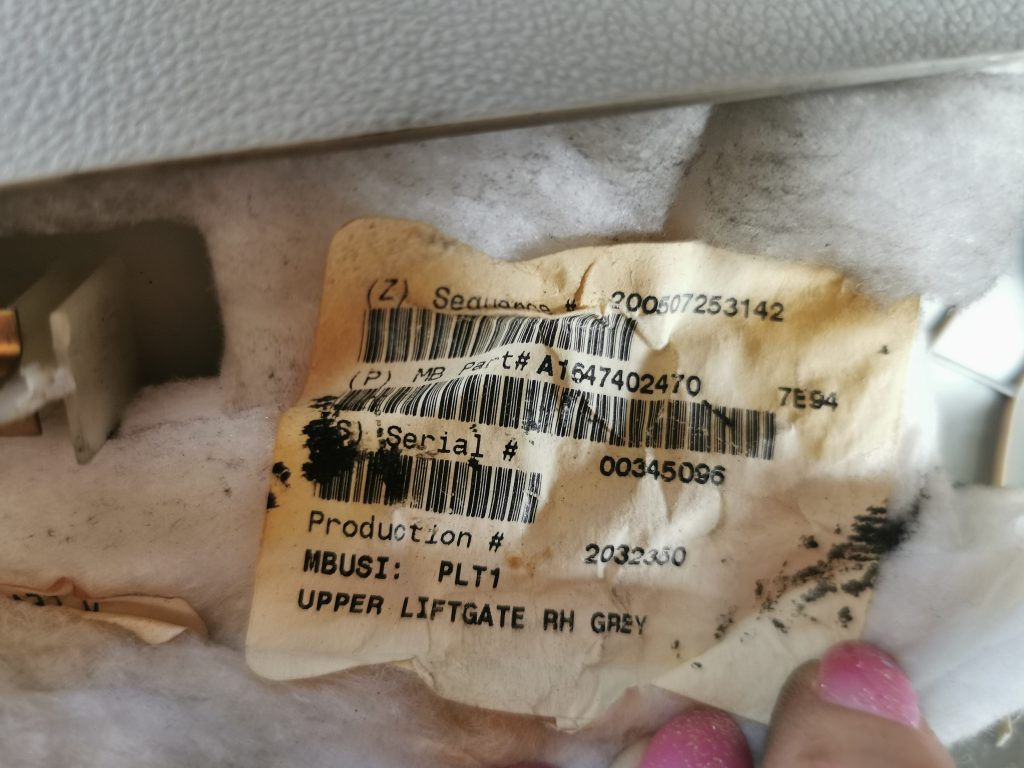 (Z) Sequence # 200507253142
(P) MB Part# A1647402470 7E94
(S) Serial # 00345096
Production # 2032350
MBUSI: PLT1
UPPER LIFTGATE RH GREY